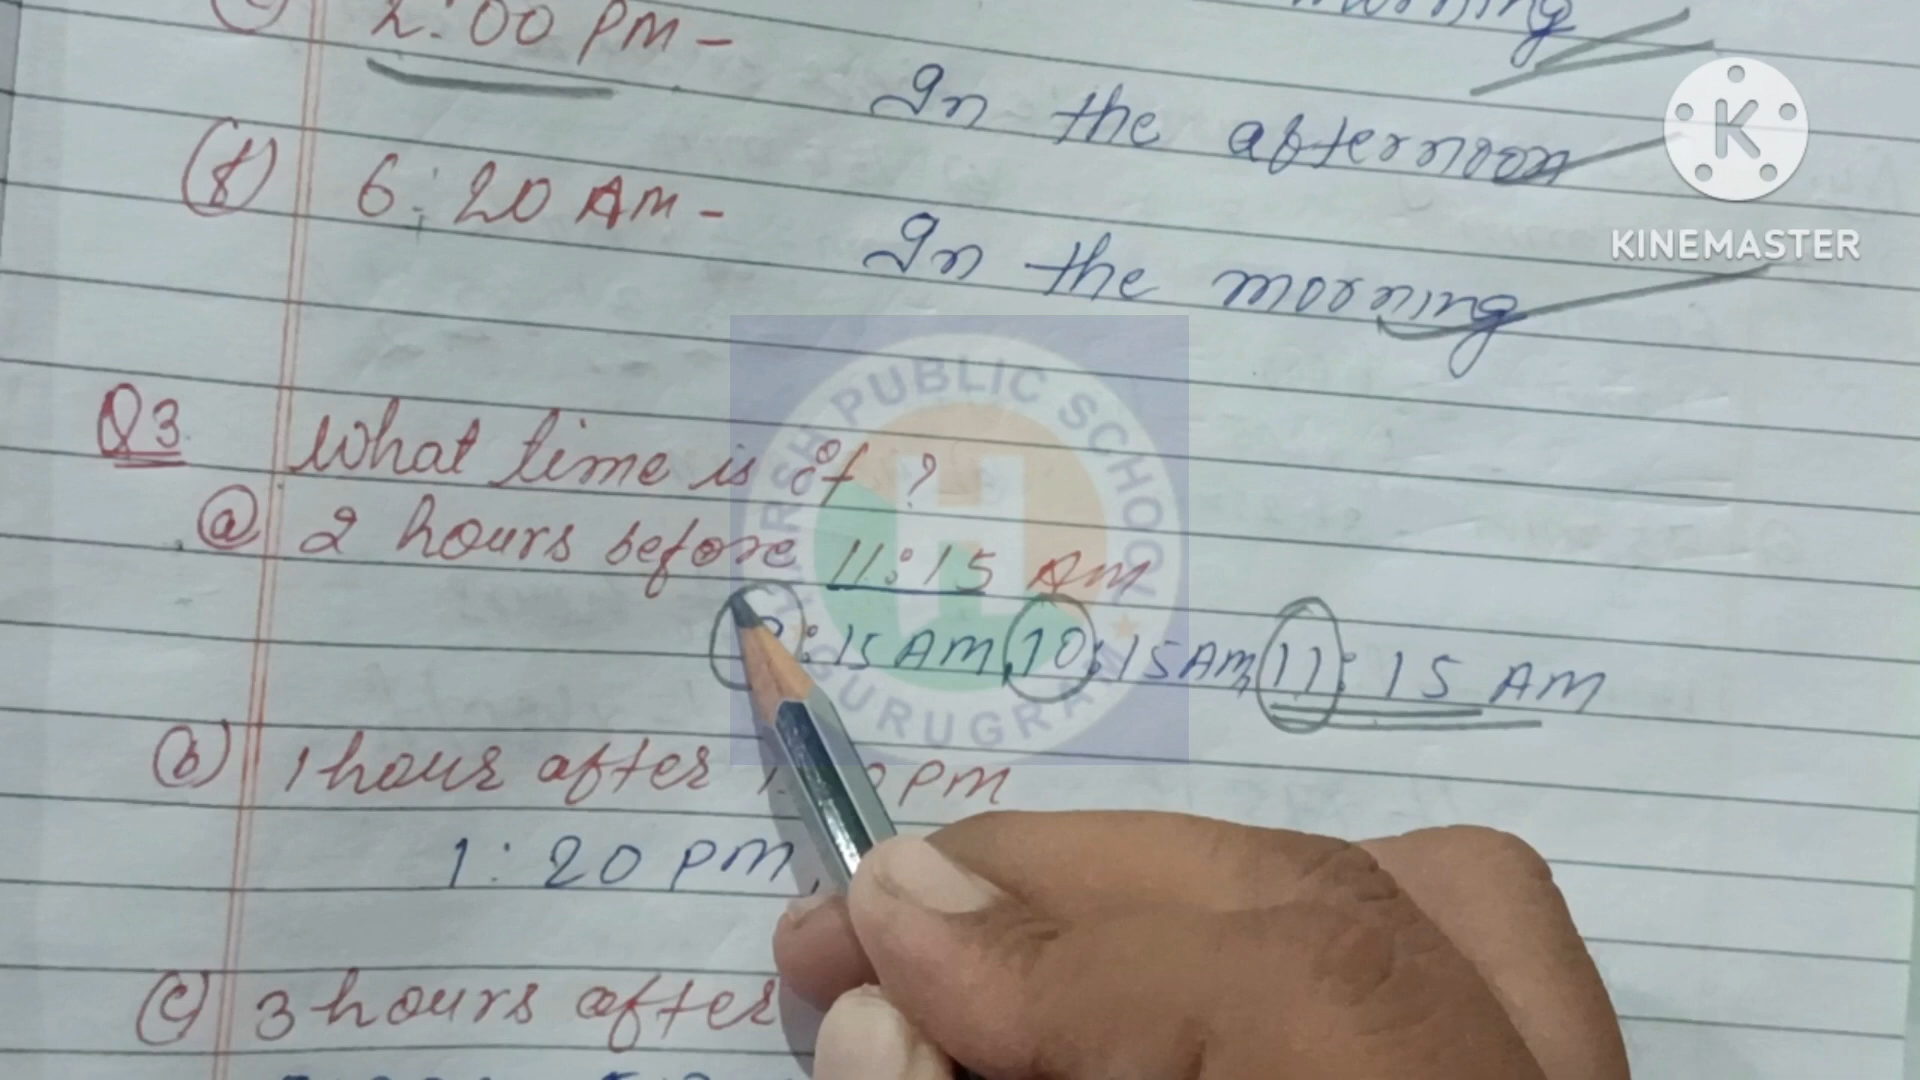 2:00 PM - In the afternoon
(f) 6:20 AM - In the morning
Q3 What time is it ?
(a) 2 hours before 11:15 AM
:15 AM, 10:15 AM, 11:15 AM
(b) 1 hour after PM
1:20 PM,
(c) 3 hours after
KINEMASTER
HARISH PUBLIC SCHOOL
H
GURUGRAM